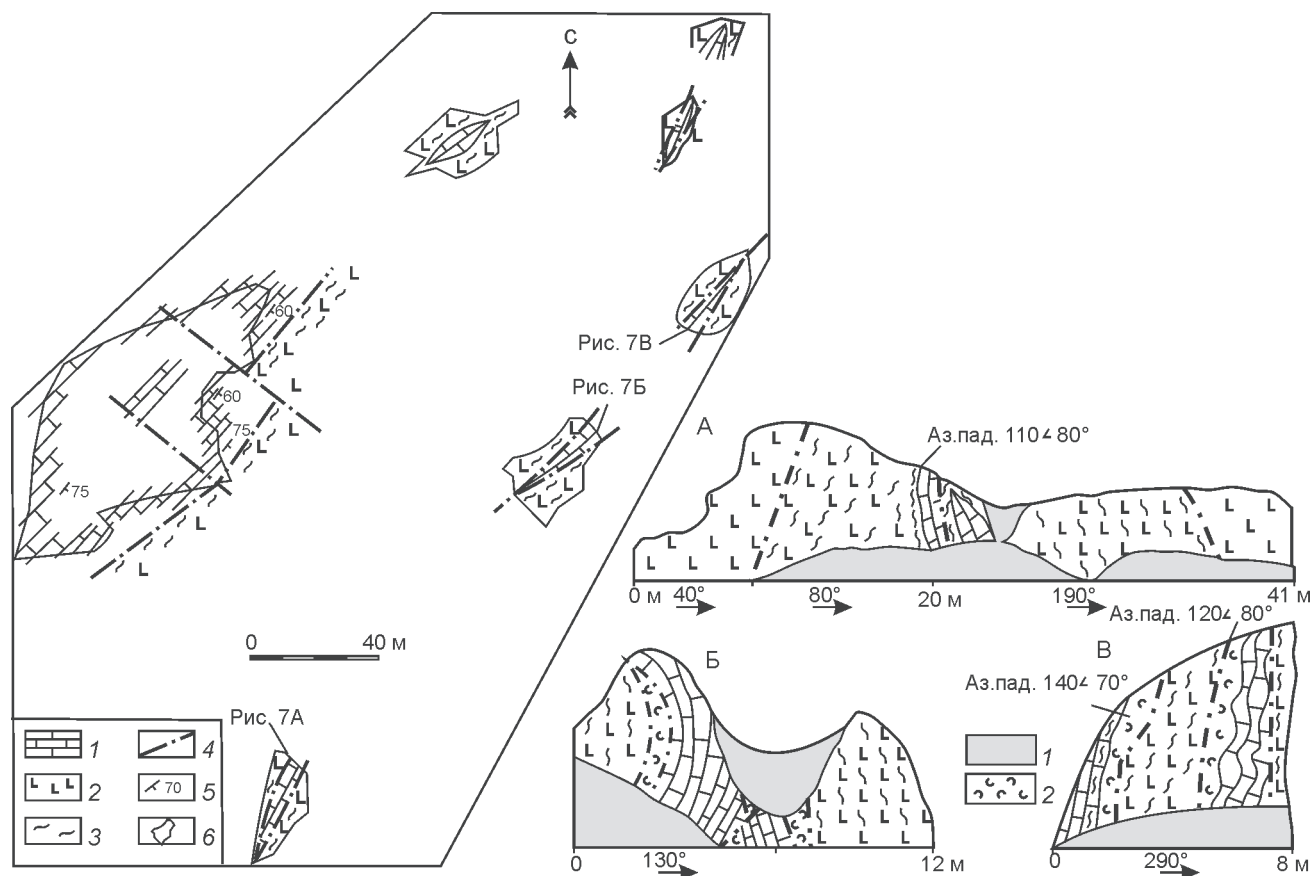 С
60
60
75
75
Рис. 7В
Рис. 7Б
0 40 м
Рис. 7А
1
2
3
4
70 5
6
А
Аз.пад. 110∠ 80°
0 м 40° 80° 20 м 190° 41 м
Б
0 130° 12 м
В
Аз.пад. 120∠ 80°
Аз.пад. 140∠ 70°
1
2
0 290° 8 м